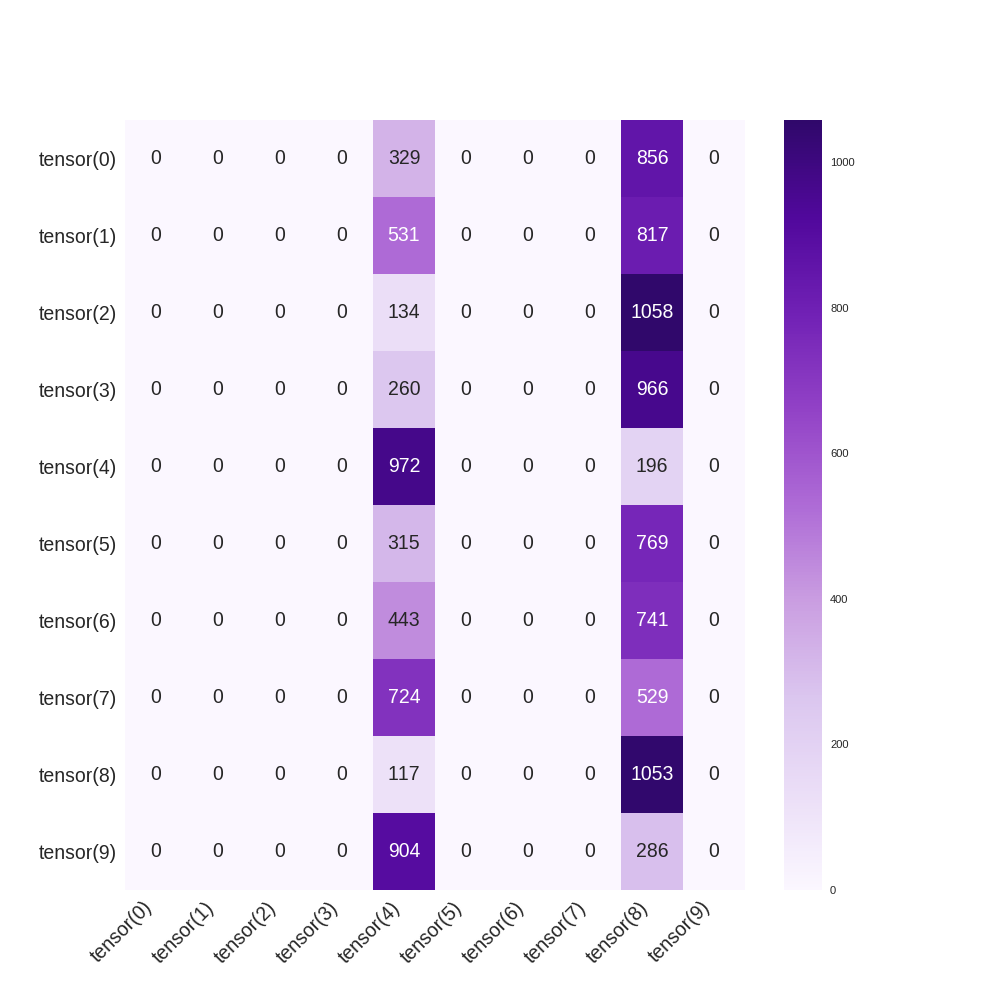 tensor(0) 0 0 0 0 329 0 0 0 856 0
tensor(1) 0 0 0 0 531 0 0 0 817 0
tensor(2) 0 0 0 0 134 0 0 0 1058 0
tensor(3) 0 0 0 0 260 0 0 0 966 0
tensor(4) 0 0 0 0 972 0 0 0 196 0
tensor(5) 0 0 0 0 315 0 0 0 769 0
tensor(6) 0 0 0 0 443 0 0 0 741 0
tensor(7) 0 0 0 0 724 0 0 0 529 0
tensor(8) 0 0 0 0 117 0 0 0 1053 0
tensor(9) 0 0 0 0 904 0 0 0 286 0
tensor(0) tensor(1) tensor(2) tensor(3) tensor(4) tensor(5) tensor(6) tensor(7) tensor(8) tensor(9)
1000
800
600
400
200
0